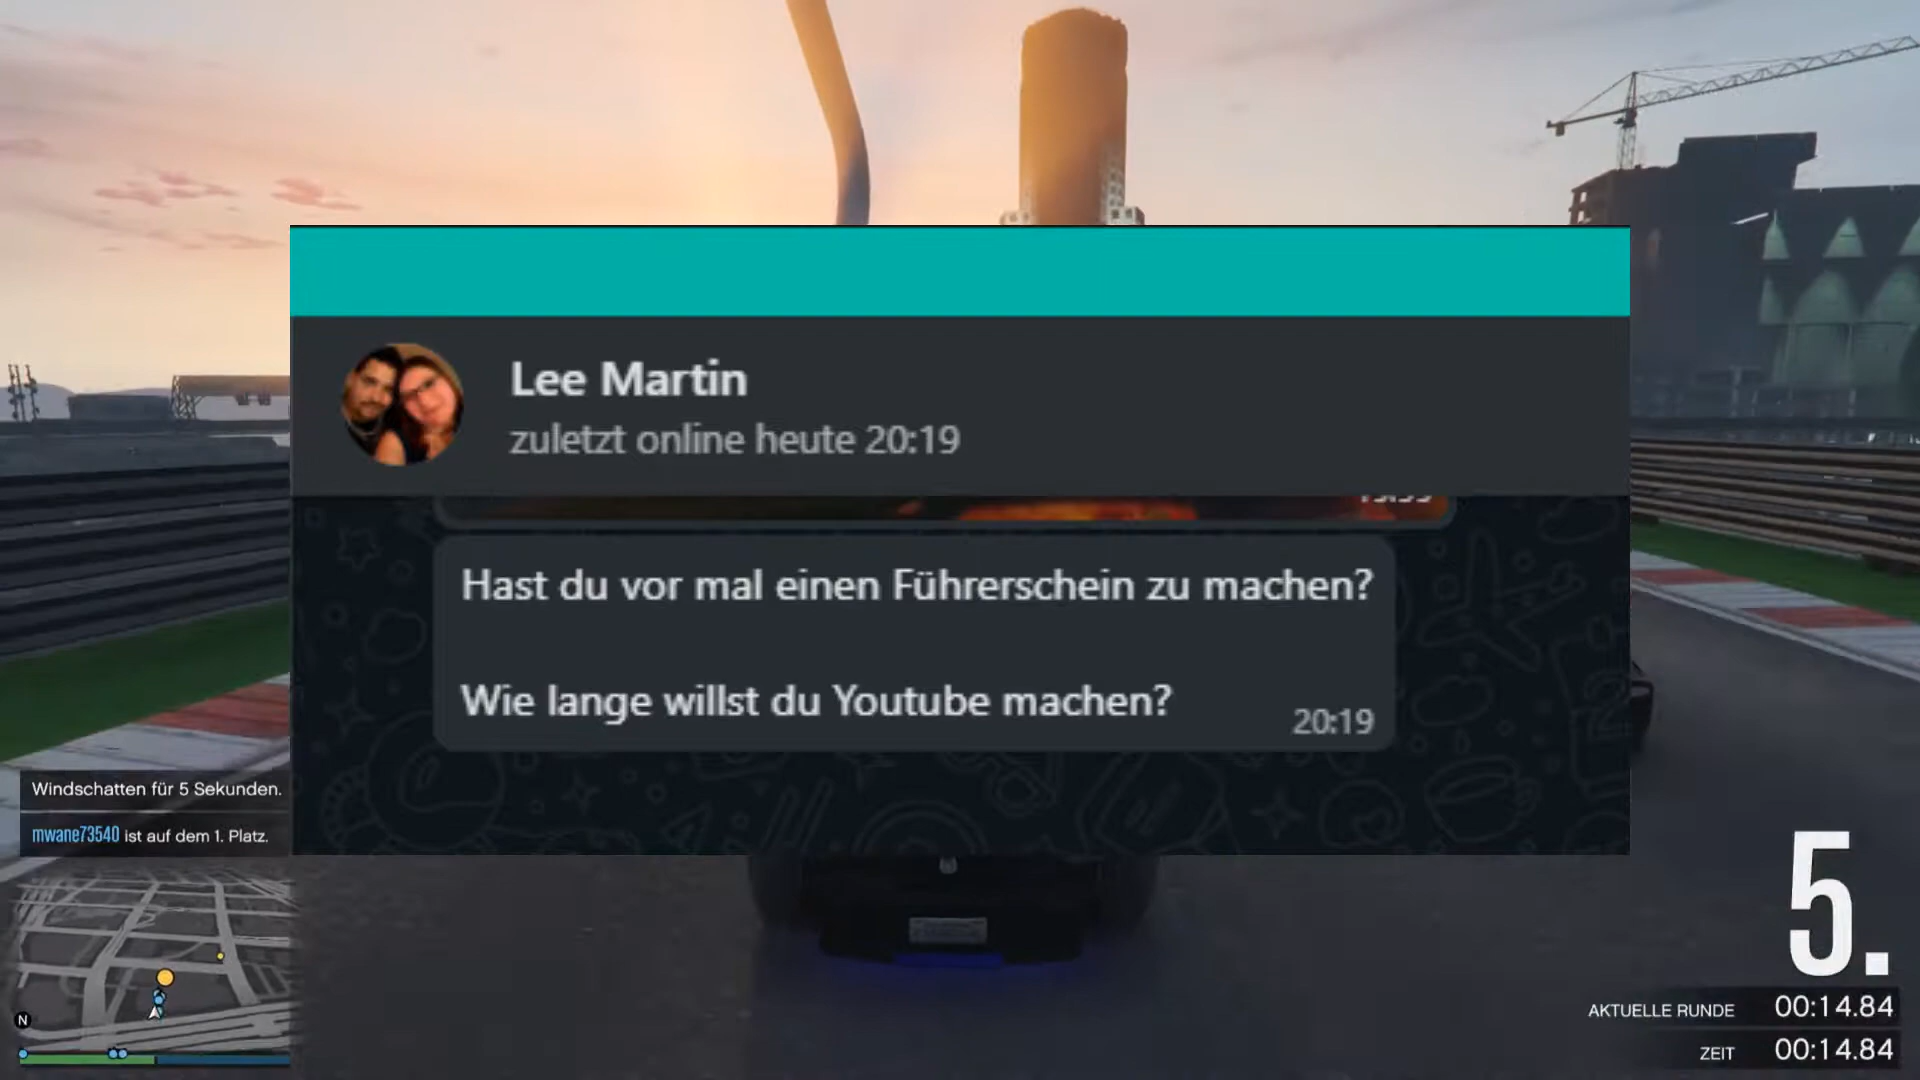 Lee Martin
zuletzt online heute 20:19
Hast du vor mal einen Führerschein zu machen?
Wie lange willst du Youtube machen?
20:19
Windschatten für 5 Sekunden.
mwane73540 ist auf dem 1. Platz.
N
5.
AKTUELLE RUNDE 00:14.84
ZEIT 00:14.84